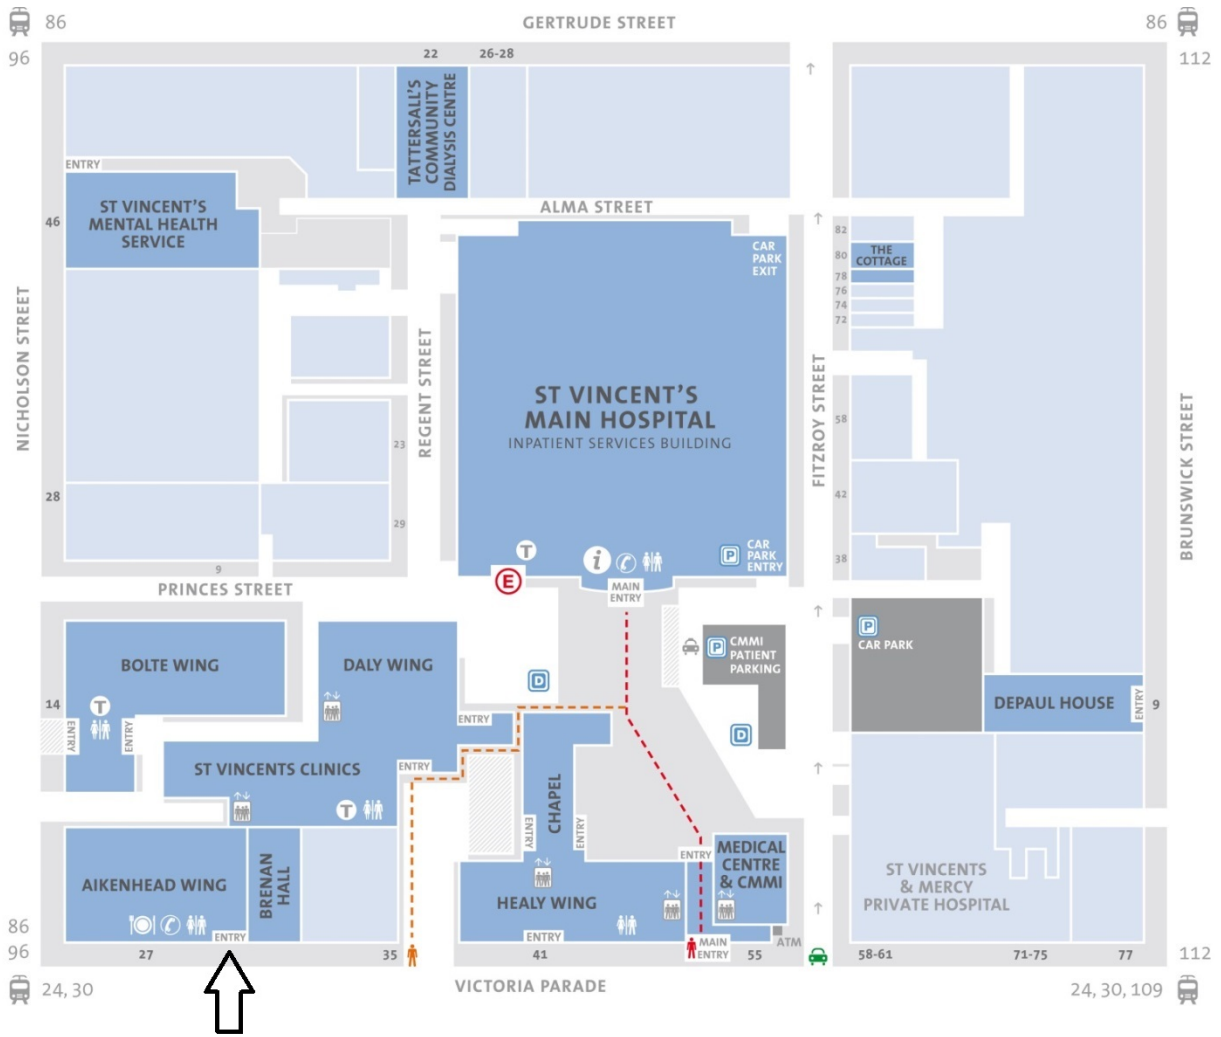 86
GERTRUDE STREET
86
96
22
26-28
112
TATTERSALL'S
COMMUNITY
DIALYSIS CENTRE
ENTRY
46
ST VINCENT'S
MENTAL HEALTH
SERVICE
ALMA STREET
CAR
PARK
EXIT
82
80
THE
COTTAGE
78
76
74
72
NICHOLSON STREET
REGENT STREET
ST VINCENT'S
MAIN HOSPITAL
INPATIENT SERVICES BUILDING
FITZROY STREET
BRUNSWICK STREET
58
23
28
42
29
38
9
T
i
P
CAR
PARK
ENTRY
E
MAIN
ENTRY
PRINCES STREET
BOLTE WING
DALY WING
D
P
CMMI
PATIENT
PARKING
P
CAR PARK
14
T
ENTRY
ENTRY
ENTRY
D
DEPAUL HOUSE
ENTRY
9
ST VINCENTS CLINICS
ENTRY
T
CHAPEL
ENTRY
ENTRY
AIKENHEAD WING
BRENAN
HALL
HEALY WING
ENTRY
MEDICAL
CENTRE
& CMMI
ST VINCENTS
& MERCY
PRIVATE HOSPITAL
86
ENTRY
ENTRY
MAIN
ENTRY
ATM
96
27
35
41
55
58-61
71-75
77
112
24, 30
VICTORIA PARADE
24, 30, 109